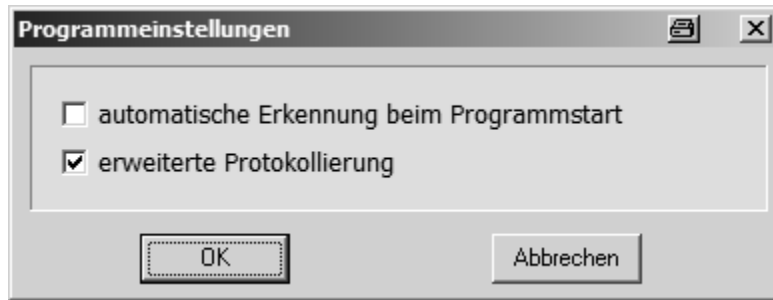 Programmeinstellungen
automatische Erkennung beim Programmstart
erweiterte Protokollierung
OK
Abbrechen